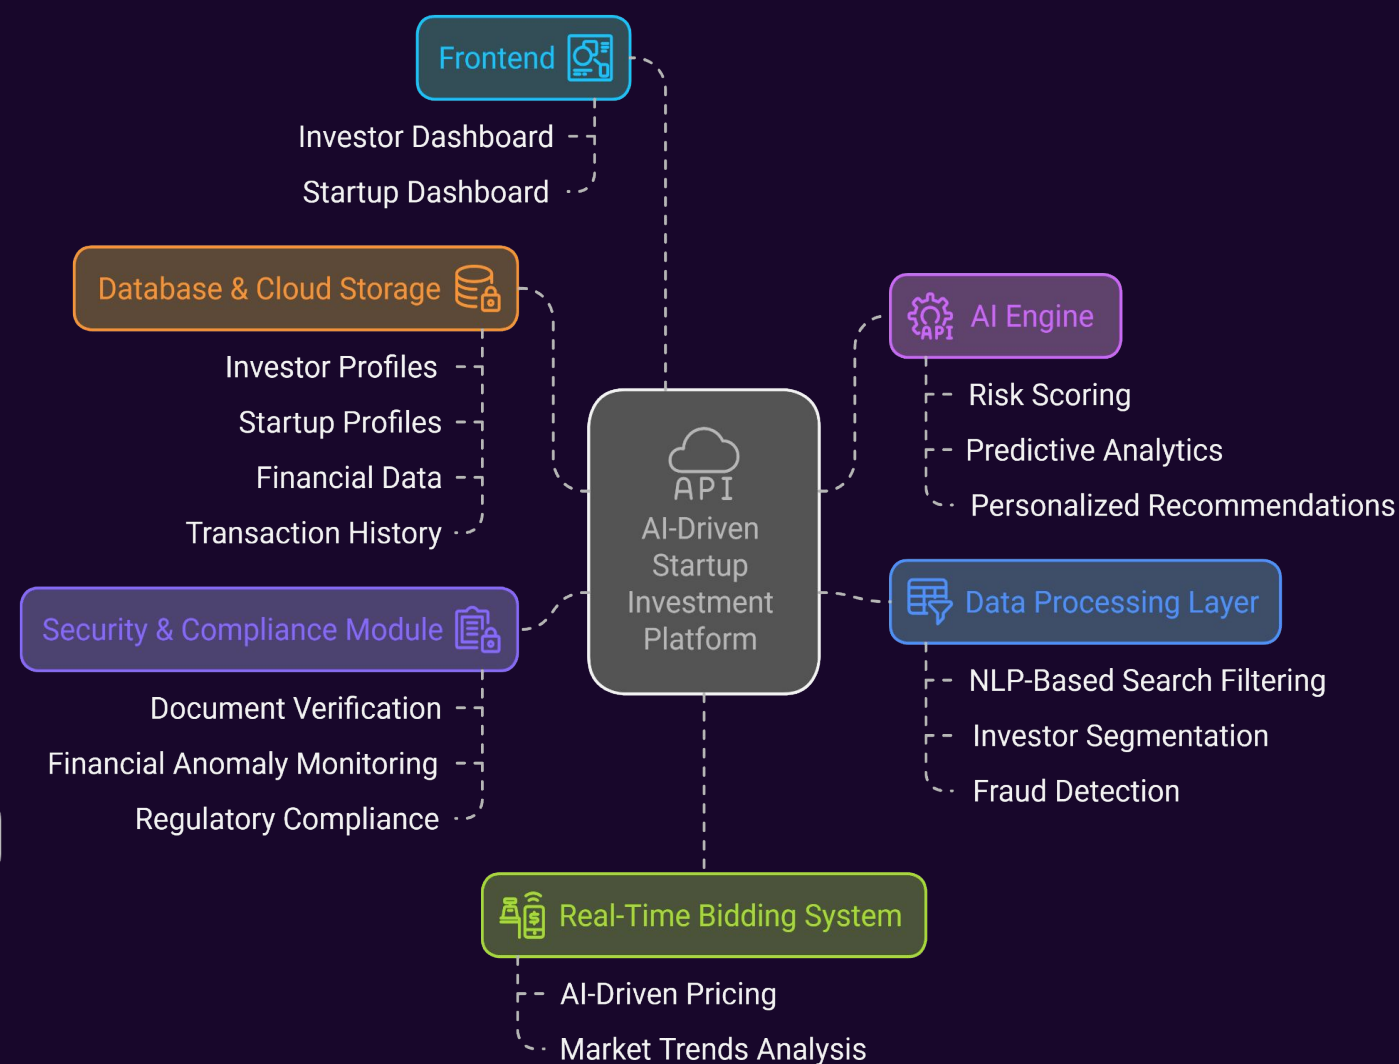 Frontend
Investor Dashboard
Startup Dashboard
Database & Cloud Storage
Investor Profiles
Startup Profiles
Financial Data
Transaction History
Security & Compliance Module
Document Verification
Financial Anomaly Monitoring
Regulatory Compliance
API
AI-Driven
Startup
Investment
Platform
API
AI Engine
Risk Scoring
Predictive Analytics
Personalized Recommendations
Data Processing Layer
NLP-Based Search Filtering
Investor Segmentation
Fraud Detection
$
Real-Time Bidding System
AI-Driven Pricing
Market Trends Analysis